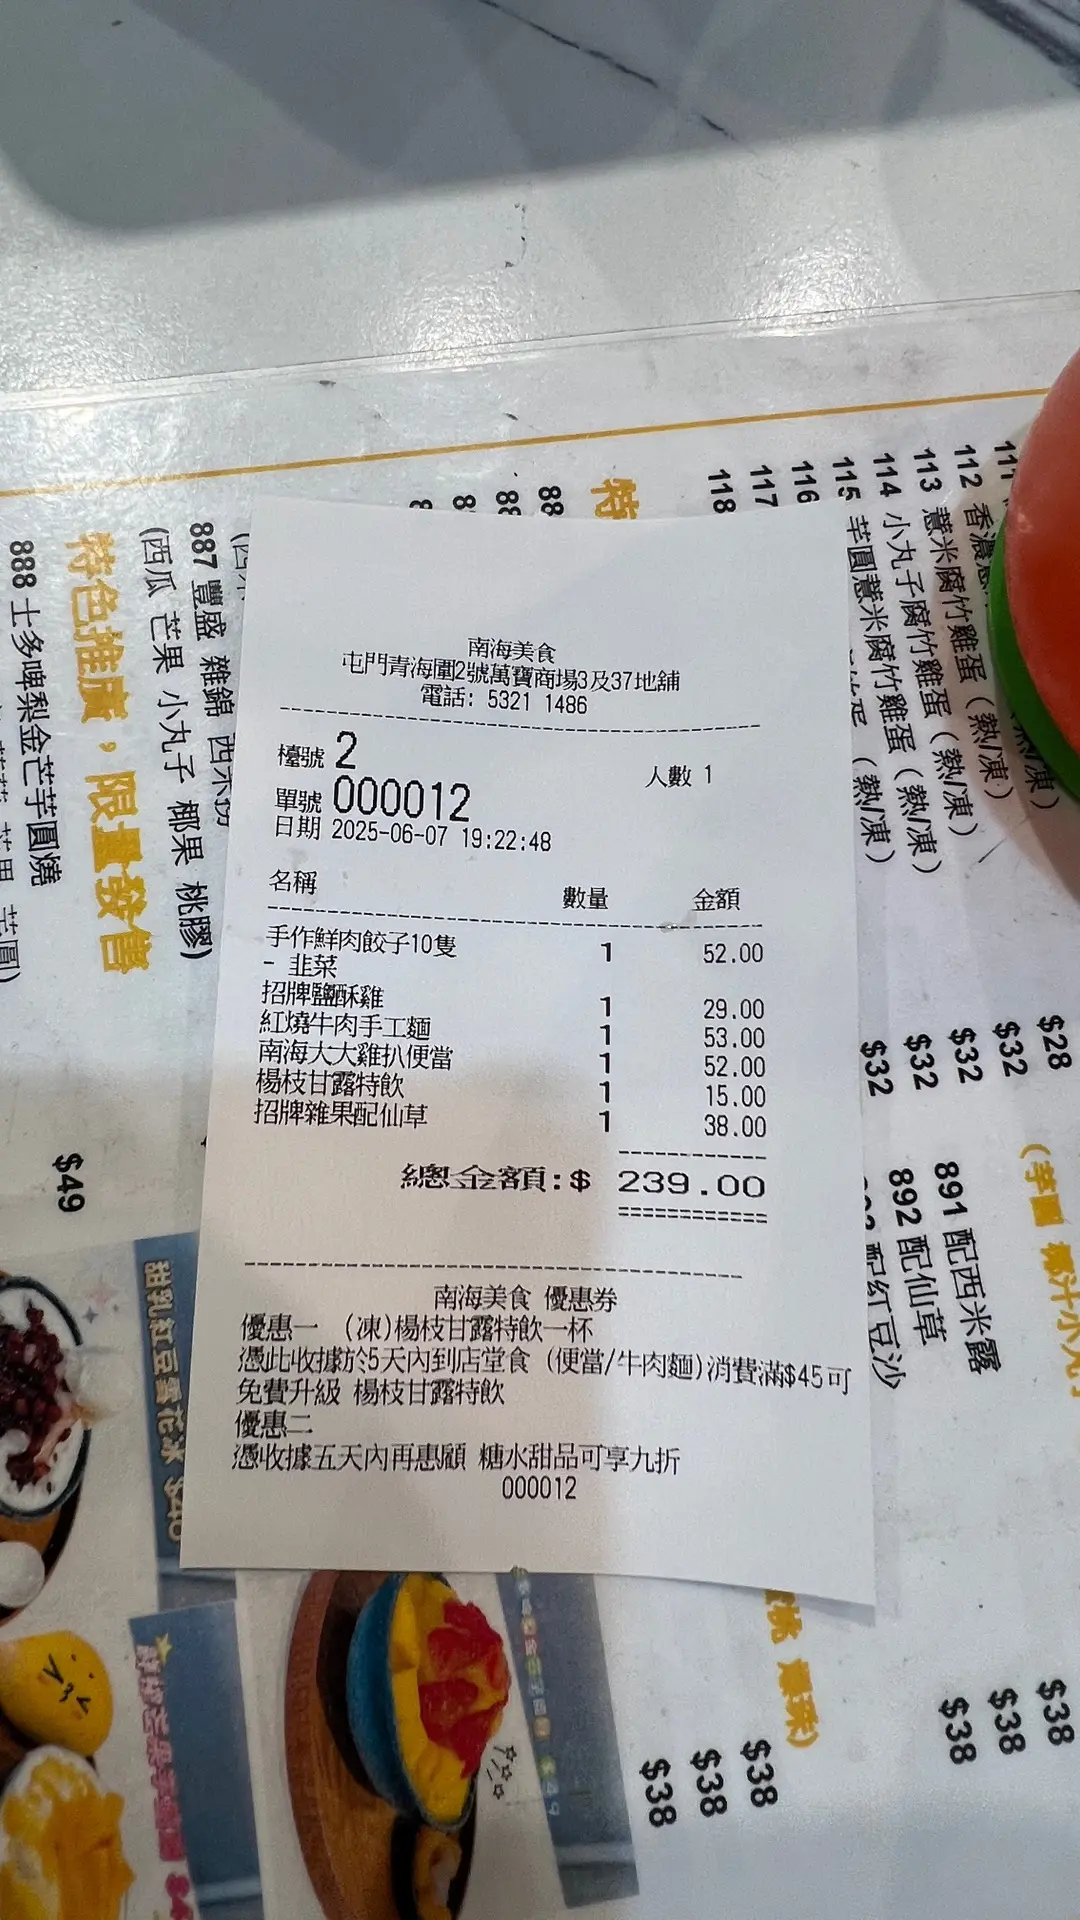 南海美食
屯門青海圍2號萬寶商場3及37地舖
電話: 5321 1486
檯號 2
人數 1
單號 000012
日期 2025-06-07 19:22:48
名稱 數量 金額
手作鮮肉餃子10隻 1 52.00
- 韭菜
招牌鹽酥雞 1 29.00
紅燒牛肉手工麵 1 53.00
南海大大雞扒便當 1 52.00
楊枝甘露特飲 1 15.00
招牌雜果配仙草 1 38.00
總金額:$ 239.00
南海美食 優惠券
優惠一 (凍)楊枝甘露特飲一杯
憑此收據於5天內到店堂食 (便當/牛肉麵)消費滿$45可
免費升級 楊枝甘露特飲
優惠二
憑收據五天內再惠顧 糖水甜品可享九折
000012
112 香濃
113 薏米腐竹雞蛋 (熱/凍)
114 小丸子腐竹雞蛋 (熱/凍)
115 芋圓薏米腐竹雞蛋 (熱/凍)
116
117
118
(熱/凍)
$28
$32
$32
$32
$32
特
887 豐盛 雜錦 西米撈
(西瓜 芒果 小丸子 椰果 桃膠)
特色推廣，限量發售
888 士多啤梨金芒芋圓燒
$49
891 配西米露
892 配仙草
配紅豆沙
$38
$38
$38
$38
$38
$38